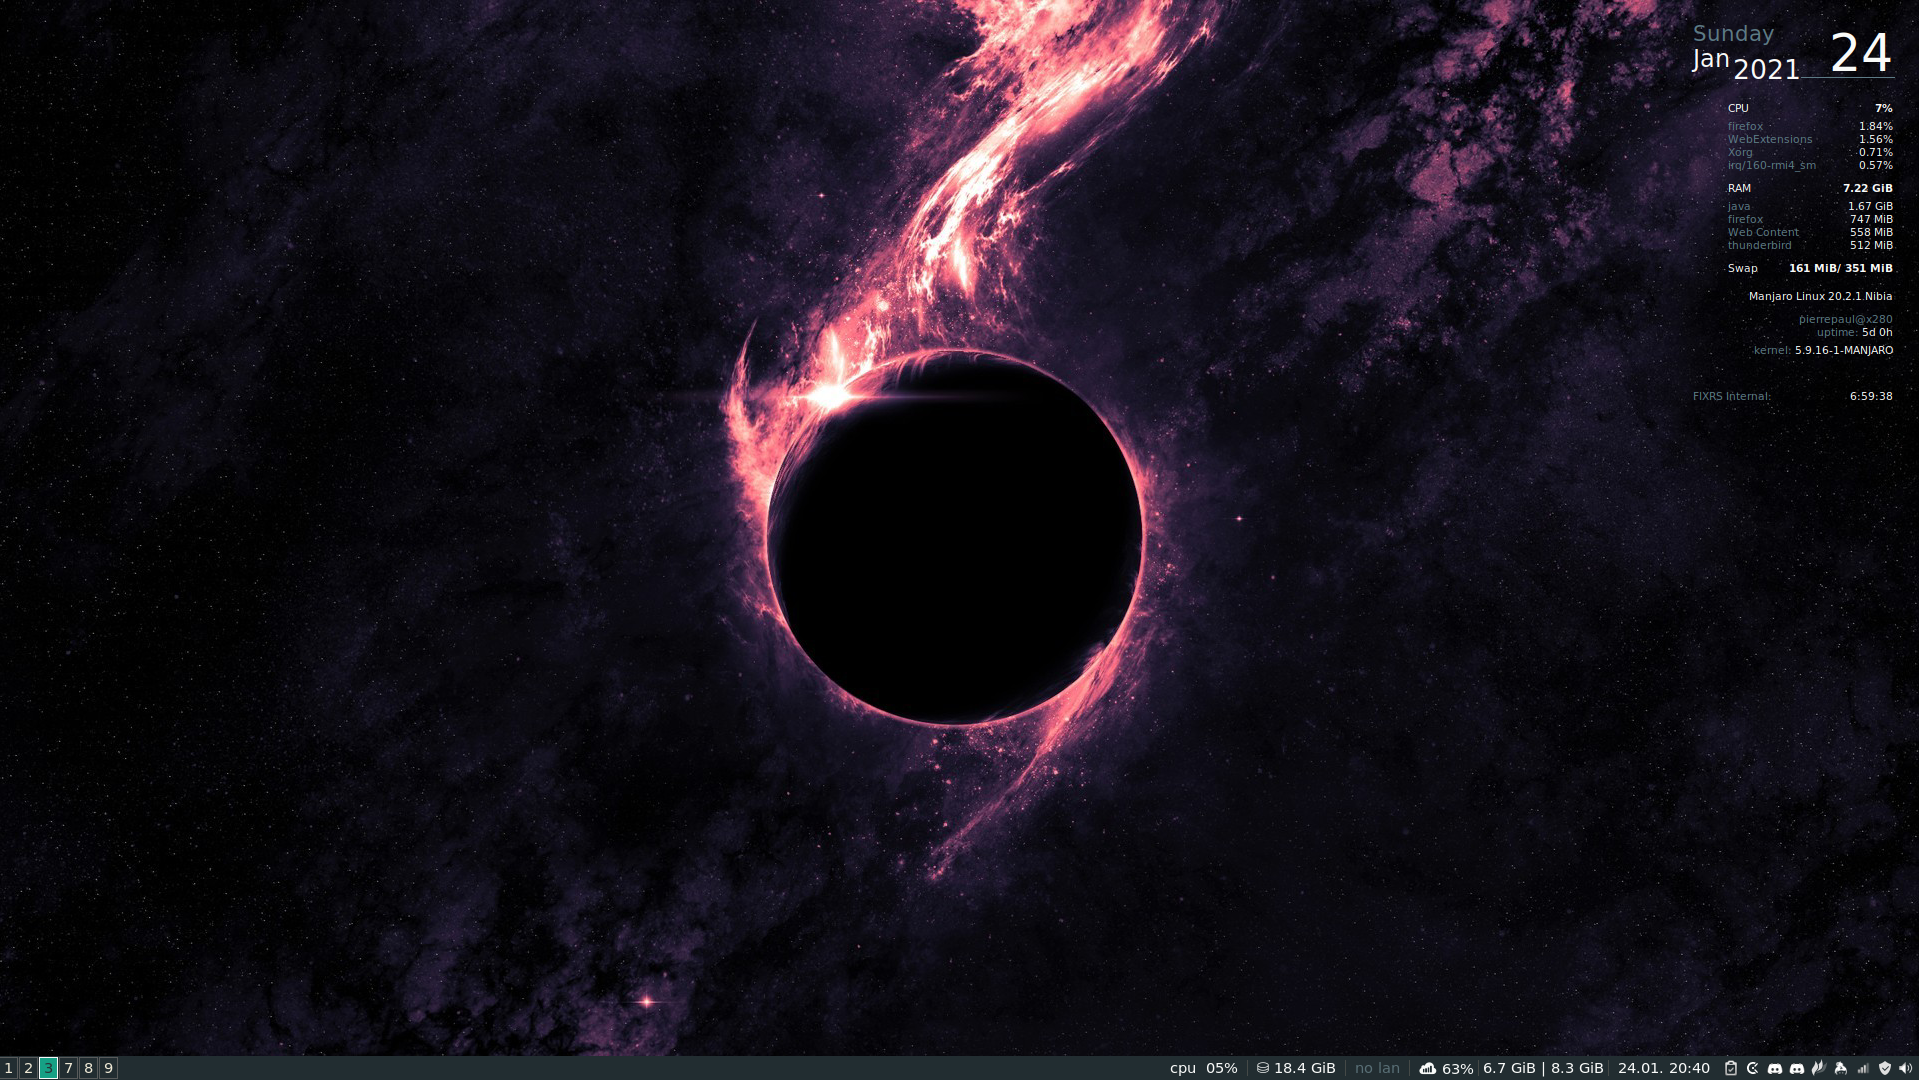 Sunday
Jan 2021 24
CPU 7%
firefox 1.84%
WebExtensions 1.56%
Xorg 0.71%
irq/160-rmi4_sm 0.57%
RAM 7.22 GiB
java 1.67 GiB
firefox 747 MiB
Web Content 558 MiB
thunderbird 512 MiB
Swap 161 MiB/ 351 MiB
Manjaro Linux 20.2.1 Nibia
pierrepaul@x280
uptime: 5d 0h
kernel: 5.9.16-1-MANJARO
FIXRS Internal: 6:59:38
1 2 3 7 8 9 cpu 05% 18.4 GiB no lan 63% 6.7 GiB | 8.3 GiB 24.01. 20:40